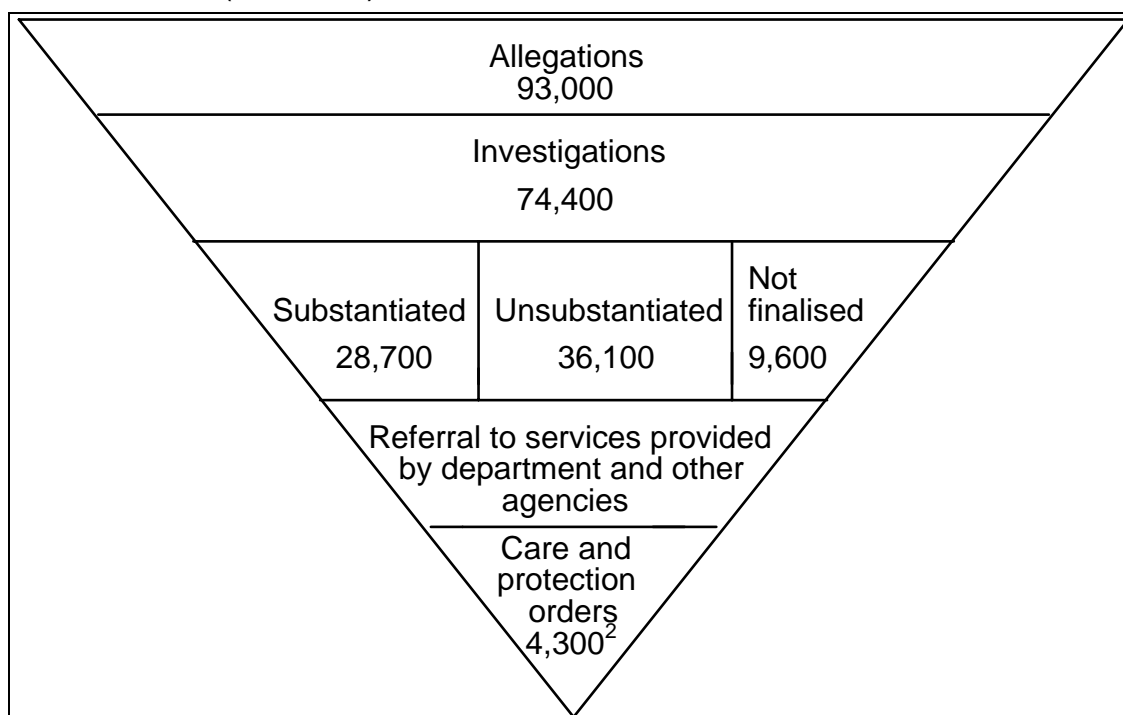 Allegations
93,000
Investigations
74,400
Substantiated
28,700
Unsubstantiated
36,100
Not
finalised
9,600
Referral to services provided
by department and other
agencies
Care and
protection
orders
4,300²